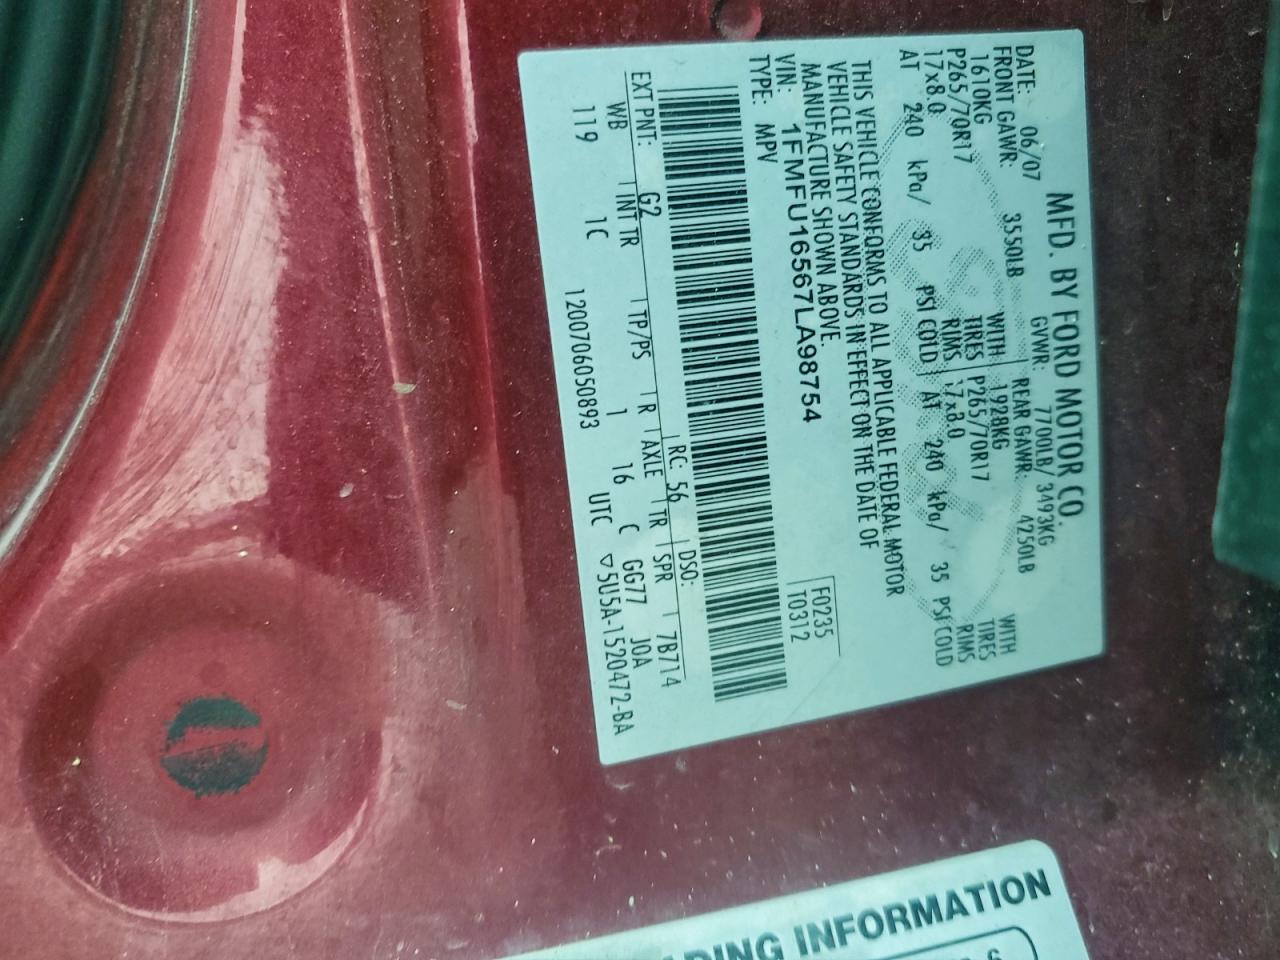 MFD. BY FORD MOTOR CO.
DATE: 06/07 GVWR: 7700LB/ 3493KG
FRONT GAWR: 3550LB REAR GAWR: 4250LB
1610KG WITH 1928KG WITH
P265/70R17 TIRES P265/70R17 TIRES
17x8.0 RIMS 17x8.0 RIMS
AT 240 kPa/ 35 PSI COLD AT 240 kPa/ 35 PSI COLD
THIS VEHICLE CONFORMS TO ALL APPLICABLE FEDERAL MOTOR
VEHICLE SAFETY STANDARDS IN EFFECT ON THE DATE OF
MANUFACTURE SHOWN ABOVE.
VIN: 1FMFU16567LA98754 F0235
TYPE: MPV T0312
EXT PNT: G2 RC: 56 DSO:
WB INT TR TP/PS R AXLE TR SPR 7B714
119 1C 1 16 C GG77 J0A
1200706050893 UTC ▽5U5A-1520472-BA
DING INFORMATION